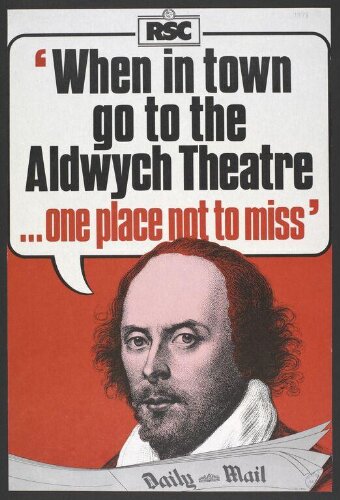 RSC
‘When in town
go to the
Aldwych Theatre
...one place not to miss’
Daily Mail